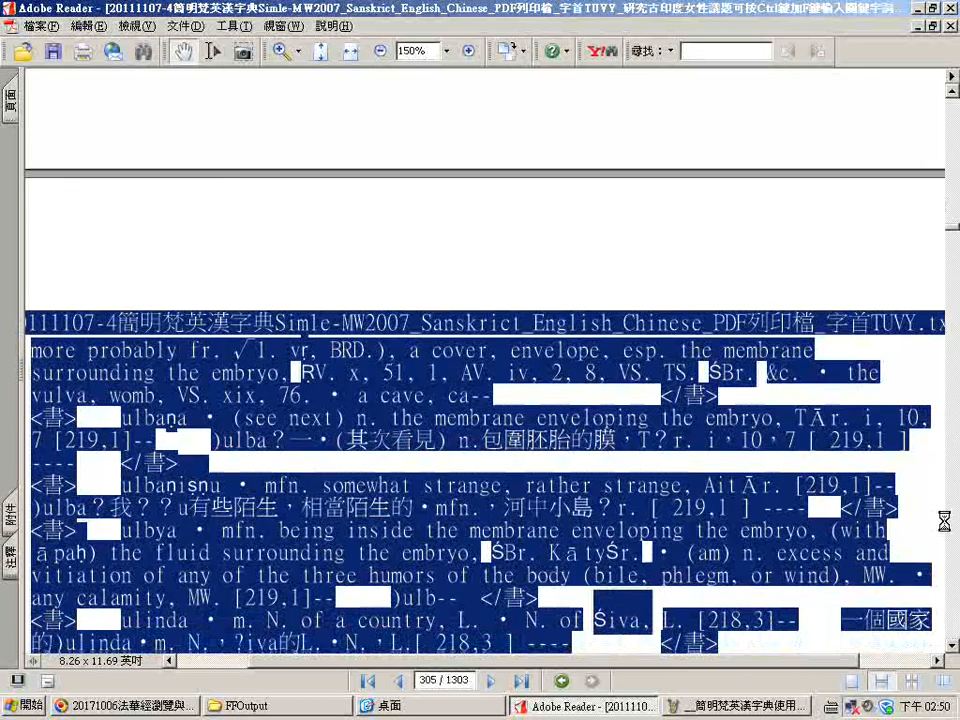 Adobe Reader - [20111107-4簡明梵英漢字典Simle-MW2007_Sanskrict_English_Chinese_PDF列印檔_字首TUVY_研究古印度女性議題可按Ctrl鍵加F鍵輸入關鍵字詞
檔案(F) 編輯(E) 檢視(V) 文件(D) 工具(T) 視窗(W) 說明(H)
150% 尋找：
頁面
附件
註釋
111107-4簡明梵英漢字典Simle-MW2007_Sanskrict_English_Chinese_PDF列印檔_字首TUVY.tx
more probably fr. √1. vṛ, BRD.), a cover, envelope, esp. the membrane
surrounding the embryo, ṚV. x, 51, 1, AV. iv, 2, 8, VS. TS. ŚBr. &c. • the
vulva, womb, VS. xix, 76. • a cave, ca-- </書>
<書> ulbaṇa • (see next) n. the membrane enveloping the embryo, TĀr. i, 10,
7 [219,1]-- )ulba？一•(其次看見) n.包圍胚胎的膜，T？r. i，10，7 [ 219,1 ]
---- </書>
<書> ulbaṇiṣṇu • mfn. somewhat strange, rather strange, AitĀr. [219,1]--
)ulba？我？？u有些陌生，相當陌生的•mfn.，河中小島？r. [ 219,1 ] ---- </書>
<書> ulbya • mfn. being inside the membrane enveloping the embryo, (with
āpaḥ) the fluid surrounding the embryo, ŚBr. KātyŚr. • (am) n. excess and
vitiation of any of the three humors of the body (bile, phlegm, or wind), MW. •
any calamity, MW. [219,1]-- )ulb-- </書>
<書> ulinda • m. N. of a country, L. • N. of Śiva, L. [218,3]-- 一個國家
的)ulinda•m. N.，?iva的L.•N.，L.[ 218,3 ] ---- </書>
8.26 x 11.69 英吋
305 / 1303
開始 20171006法華經瀏覽與... FFOutput 桌面 Adobe Reader - [2011110... __簡明梵英字典使用... 下午 02:50